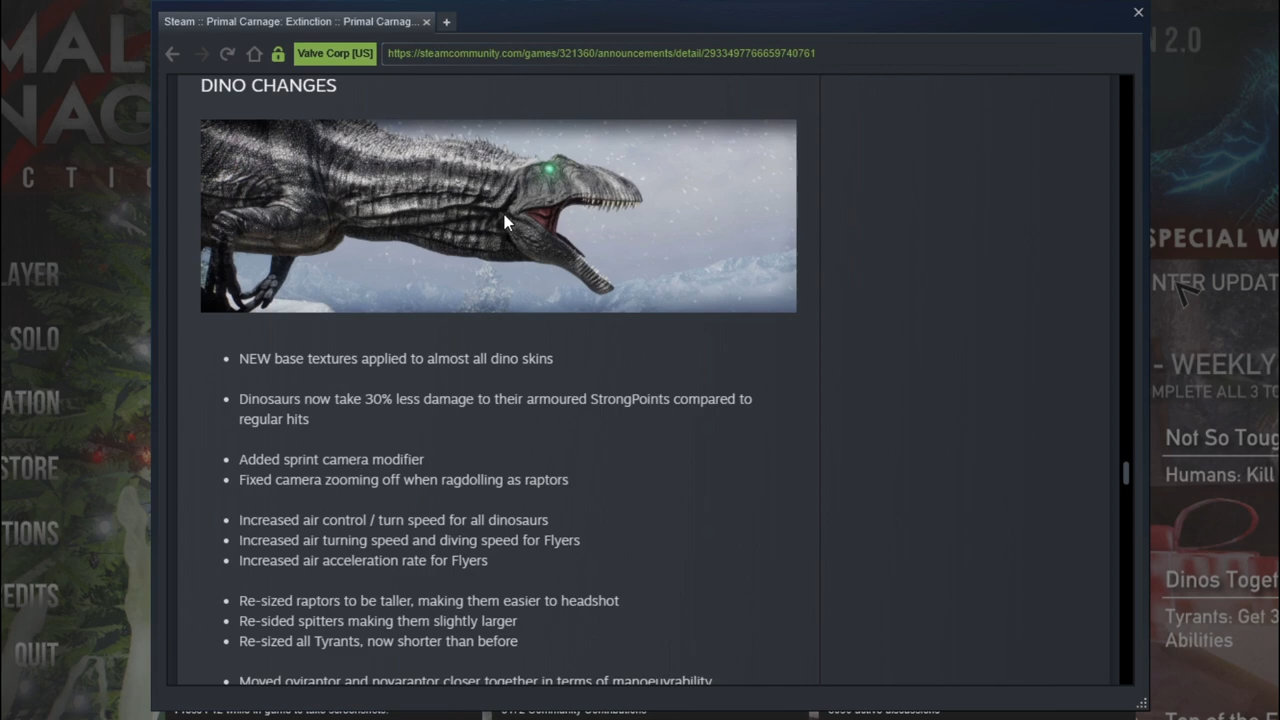 Steam :: Primal Carnage: Extinction :: Primal Carnag...
Valve Corp [US]
https://steamcommunity.com/games/321360/announcements/detail/2933497766659740761
DINO CHANGES
NEW base textures applied to almost all dino skins
Dinosaurs now take 30% less damage to their armoured StrongPoints compared to
regular hits
Added sprint camera modifier
Fixed camera zooming off when ragdolling as raptors
Increased air control / turn speed for all dinosaurs
Increased air turning speed and diving speed for Flyers
Increased air acceleration rate for Flyers
Re-sized raptors to be taller, making them easier to headshot
Re-sided spitters making them slightly larger
Re-sized all Tyrants, now shorter than before
Moved oviraptor and novaraptor closer together in terms of manoeuvrability
MAL
NAG
CTI
AYER
SOLO
ATION
STORE
TIONS
EDITS
QUIT
N 2.0
SPECIAL W
NTER UPDAT
- WEEKLY
MPLETE ALL 3 TO
Not So Toug
Humans: Kill
Dinos Toget
Tyrants: Get 3
Abilities